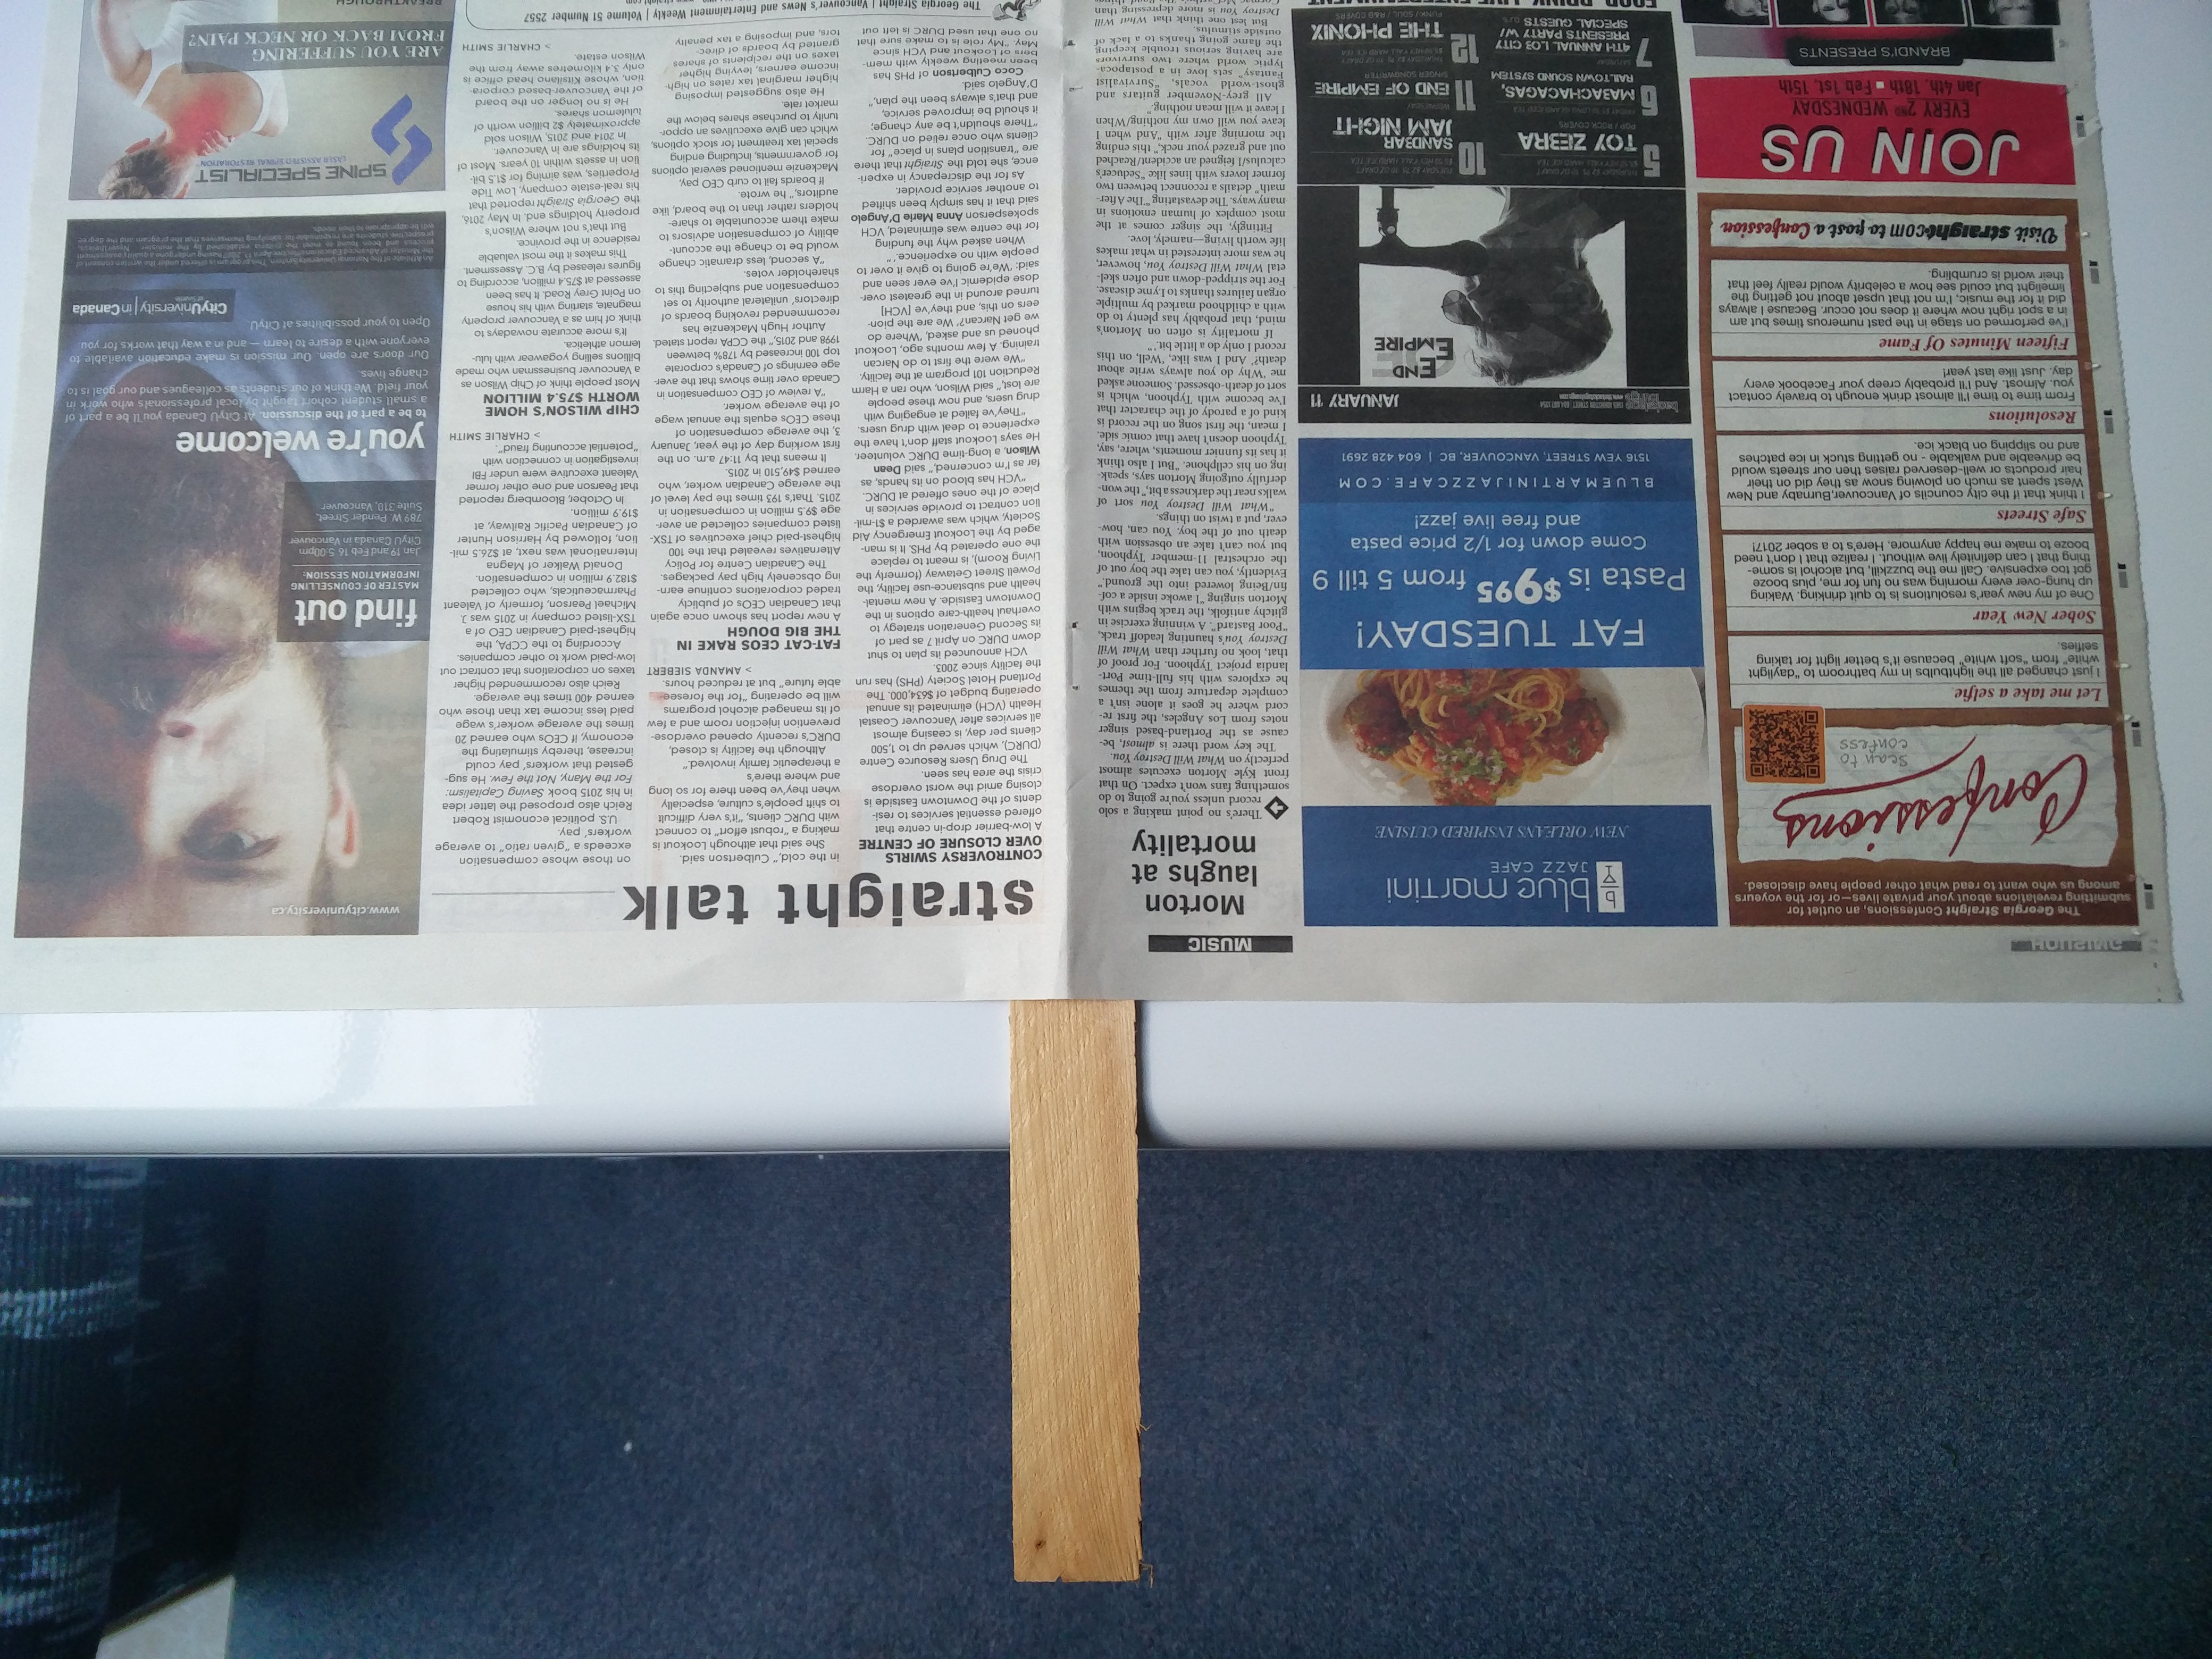 The Georgia Straight Confessions, an outlet for
submitting revelations about your private lives—or for the voyeurs
among us who want to read what other people have disclosed.
Confessions
Scan to
confess
Let me take a selfie
I just changed all the lightbulbs in my bathroom to "daylight
white" from "soft white" because it's better light for taking
selfies.
Sober New Year
One of my new year's resolutions is to quit drinking. Waking
up hung-over every morning was no fun for me, plus booze
got too expensive. Call me the buzzkill, but alcohol is some-
thing that I can definitely live without. I realize that I don't need
booze to make me happy anymore. Here's to a sober 2017!
Safe Streets
I think that if the city councils of Vancouver,Burnaby and New
West spent as much on plowing snow as they did on their
hair products or well-deserved raises then our streets would
be driveable and walkable - no getting stuck in ice patches
and no slipping on black ice.
Resolutions
From time to time I'll almost drink enough to bravely contact
you. Almost. And I'll probably creep your Facebook every
day. Just like last year!
Fifteen Minutes Of Fame
I've performed on stage in the past numerous times but am
in a spot right now where it does not occur. Because I always
did it for the music, I'm not that upset about not getting the
limelight but could see how a celebrity would really feel that
their world is crumbling.
Visit straight.com to post a Confession
JOIN US
EVERY 2ND WEDNESDAY
Jan 4th, 18th ▪ Feb 1st, 15th
BRANDI'S PRESENTS
blue martini
JAZZ CAFE
NEW ORLEANS INSPIRED CUISINE
FAT TUESDAY!
Pasta is $995 from 5 till 9
Come down for 1/2 price pasta
and free live jazz!
BLUEMARTINIJAZZCAFE.COM
1516 YEW STREET, VANCOUVER, BC | 604 428 2691
JANUARY '11
END OF
EMPIRE
5 TOY ZEBRA
6 MABACHACAGAS,
RAILTOWN SOUND SYSTEM
7 4TH ANNUAL LOS CITY
PRESENTS PARTY W/
SPECIAL GUESTS
10 SANDBAR
JAM NIGHT
11 END OF EMPIRE
SINGER SONGWRITER
12 THE PHONIX
MUSIC
Morton
laughs at
mortality
There's no point making a solo
record unless you're going to do
something fans won't expect. On that
front Kyle Morton executes almost
perfectly on What Will Destroy You.
The key word there is almost, be-
cause as the Portland-based singer
notes from Los Angeles, the first re-
cord where he goes it alone isn't a
complete departure from the themes
he explores with his full-time Port-
landia project Typhoon. For proof of
that, look no further than What Will
Destroy You's haunting leadoff track,
"Poor Bastard". A winning exercise in
glitchy antifolk, the track begins with
Morton singing "I awoke inside a cof-
fin/Being lowered into the ground."
Evidently, you can take the boy out of
the orchestral 11-member Typhoon,
but you can't take an obsession with
death out of the boy. You can, how-
ever, put a twist on things.
"What Will Destroy You sort of
walks near the darkness a bit," the won-
derfully outgoing Morton says, speak-
ing on his cellphone. "But I also think
it has its funnier moments, where, say,
Typhoon doesn't have that comic side.
I mean, the first song on the record is
kind of a parody of the character that
I've become with Typhoon, which is
sort of death-obsessed. Someone asked
me 'Why do you always write about
death?' And I was like, 'Well, on this
record I only do a little bit.'"
If mortality is often on Morton's
mind, that probably has plenty to do
with a childhood marked by multiple
organ failures thanks to Lyme disease.
For the stripped-down and often skel-
etal What Will Destroy You, however,
he was more interested in what makes
life worth living—namely, love.
Fittingly, the singer comes at the
most complex of human emotions in
many ways. The devastating "The After-
math" details a reconnect between two
former lovers with lines like "Seducer's
calculus/I feigned an accident/Reached
out and grazed your neck," this ending
the morning after with "And when I
leave you will own my nothing/When
I leave it will mean nothing."
All grey-November guitars and
ghost-world vocals, "Survivalist
Fantasy" sets love in a postapoca-
lyptic world where two survivors
are having serious trouble keeping
the flame going thanks to a lack of
outside stimulus.
But lest one think that What Will
Destroy You is more depressing than
straight talk
CONTROVERSY SWIRLS
OVER CLOSURE OF CENTRE
A low-barrier drop-in centre that
offered essential services to resi-
dents of the Downtown Eastside is
closing amid the worst overdose
crisis the area has seen.
The Drug Users Resource Centre
(DURC), which served up to 1,500
clients per day, is ceasing almost
all services after Vancouver Coastal
Health (VCH) eliminated its annual
operating budget of $634,000. The
Portland Hotel Society (PHS) has run
the facility since 2003.
VCH announced its plan to shut
down DURC on April 7 as part of
its Second Generation strategy to
overhaul health-care options in the
Downtown Eastside. A new mental-
health and substance-use facility, the
Powell Street Getaway (formerly the
Living Room), is meant to replace
the one operated by PHS. It is man-
aged by the Lookout Emergency Aid
Society, which was awarded a $1-mil-
lion contract to provide services in
place of the ones offered at DURC.
"VCH has blood on its hands, as
far as I'm concerned," said Dean
Wilson, a long-time DURC volunteer.
He says Lookout staff don't have the
experience to deal with drug users.
"They've failed at engaging with
drug users, and now these people
are lost," said Wilson, who ran a Harm
Reduction 101 program at the facility.
"We were the first to do Narcan
training. A few months ago, Lookout
phoned us and asked, 'Where do
we get Narcan?' We are the pion-
eers on this, and they've [VCH]
turned around in the greatest over-
dose epidemic I've ever seen and
said: 'We're going to give it over to
people with no experience.'"
When asked why the funding
for the centre was eliminated, VCH
spokesperson Anna Marie D'Angelo
said that it has simply been shifted
to another service provider.
As for the discrepancy in experi-
ence, she told the Straight that there
are "transition plans in place" for
clients who once relied on DURC.
"There shouldn't be any change;
it should be improved service,
and that's always been the plan,"
D'Angelo said.
Coco Culbertson of PHS has
been meeting weekly with mem-
bers of Lookout and VCH since
May. "My role is to make sure that
no one that used DURC is left out
in the cold," Culbertson said.
She said that although Lookout is
making a "robust effort" to connect
with DURC clients, "it's very difficult
to shift people's culture, especially
when they've been there for so long
and where there's
a therapeutic family involved."
Although the facility is closed,
DURC's recently opened overdose-
prevention injection room and a few
of its managed alcohol programs
will be operating "for the foresee-
able future" but at reduced hours.
> AMANDA SIEBERT
FAT-CAT CEOS RAKE IN
THE BIG DOUGH
A new report has shown once again
that Canadian CEOs of publicly
traded corporations continue earn-
ing obscenely high pay packages.
The Canadian Centre for Policy
Alternatives revealed that the 100
highest-paid chief executives of TSX-
listed companies collected an aver-
age $9.5 million in compensation in
2015. That's 193 times the pay level of
the average Canadian worker, who
earned $49,510 in 2015.
It means that by 11:47 a.m. on the
first working day of the year, January
3, the average compensation of
these CEOs equals the annual wage
of the average worker.
"A review of CEO compensation in
Canada over time shows that the aver-
age earnings of Canada's corporate
top 100 increased by 178% between
1998 and 2015," the CCPA report stated.
Author Hugh Mackenzie has
recommended revoking boards of
directors' unilateral authority to set
compensation and subjecting this to
shareholder votes.
"A second, less dramatic change
would be to change the account-
ability of compensation advisors to
make them accountable to share-
holders rather than to the board, like
auditors," he wrote.
If boards fail to curb CEO pay,
Mackenzie mentioned several options
for governments, including ending
special tax treatment for stock options,
which can give executives an oppor-
tunity to purchase shares below the
market rate.
He also suggested imposing
higher marginal tax rates on high-
income earners, levying higher
taxes on the recipients of shares
granted by boards of direc-
tors, and imposing a tax penalty
on those whose compensation
exceeds a "given ratio" to average
workers' pay.
U.S. political economist Robert
Reich also proposed the latter idea
in his 2015 book Saving Capitalism:
For the Many, Not the Few. He sug-
gested that workers' pay could
increase, thereby stimulating the
economy, if CEOs who earned 20
times the average worker's wage
paid less income tax than those who
earned 400 times the average.
Reich also recommended higher
taxes on corporations that contract out
low-paid work to other companies.
According to the CCPA, the
highest-paid Canadian CEO of a
TSX-listed company in 2015 was J.
Michael Pearson, formerly of Valeant
Pharmaceuticals, who collected
$182.9 million in compensation.
Donald Walker of Magna
International was next, at $26.5 mil-
lion, followed by Harrison Hunter
of Canadian Pacific Railway, at
$19.9 million.
In October, Bloomberg reported
that Pearson and one other former
Valeant executive were under FBI
investigation in connection with
"potential accounting fraud".
> CHARLIE SMITH
CHIP WILSON'S HOME
WORTH $75.4 MILLION
Most people think of Chip Wilson as
a Vancouver businessman who made
billions selling yogawear with lulu-
lemon athletica.
It's more accurate nowadays to
think of him as a Vancouver property
magnate, starting with his house
on Point Grey Road. It has been
assessed at $75.4 million, according to
figures released by B.C. Assessment.
This makes it the most valuable
residence in the province.
But that's not where Wilson's
property holdings end. In May 2016,
the Georgia Straight reported that
his real-estate company, Low Tide
Properties, was aiming for $1.5 bil-
lion in assets within 10 years. Most of
its holdings are in Vancouver.
In 2014 and 2015, Wilson sold
approximately $2 billion worth of
lululemon shares.
He is no longer on the board
of the Vancouver-based corpora-
tion, whose Kitsilano head office is
only 3.4 kilometres away from the
Wilson estate.
> CHARLIE SMITH
The Georgia Straight | Vancouver's News and Entertainment Weekly | Volume 51 Number 2557
www.cityuniversity.ca
find out
MASTER OF COUNSELLING
INFORMATION SESSION:
Jan 19 and Feb 16 5:00pm
CityU Canada in Vancouver
789 W. Pender Street,
Suite 310, Vancouver
you're welcome
to be a part of the discussion. At CityU Canada you'll be a part of
a small student cohort taught by local professionals who work in
your field. We think of our students as colleagues and our goal is to
change lives.
Our doors are open. Our mission is make education available to
everyone with a desire to learn — and in a way that works for you.
Open to your possibilities at CityU.
CityUniversity | in Canada
of Seattle
SPINE SPECIALIST
LASER ASSISTED SPINAL RESTORATION
ARE YOU SUFFERING
FROM BACK OR NECK PAIN?